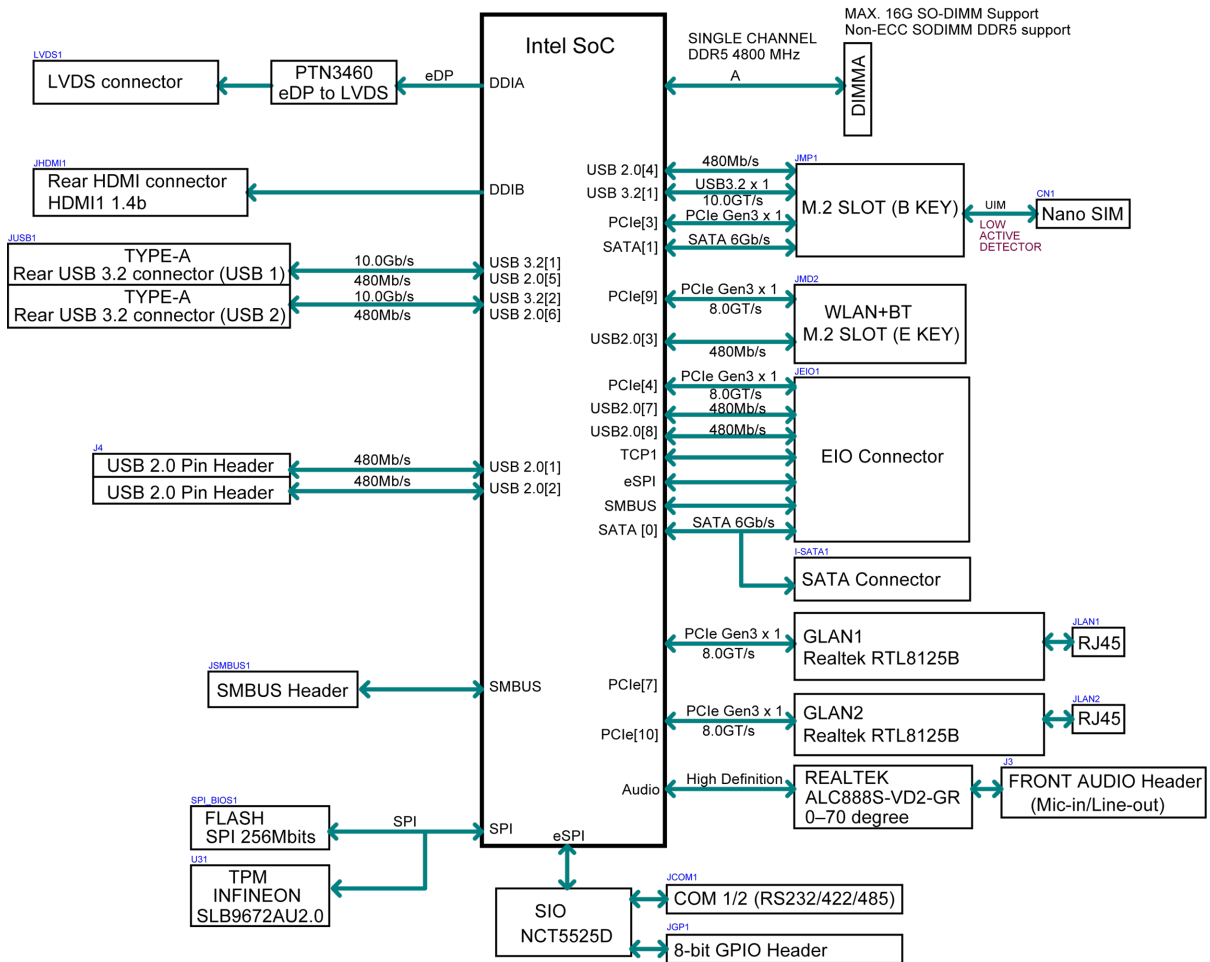 MAX. 16G SO-DIMM Support
Non-ECC SODIMM DDR5 support
Intel SoC
SINGLE CHANNEL
DDR5 4800 MHz
A
DIMMA
LVDS1
LVDS connector
PTN3460
eDP to LVDS
eDP
DDIA
JHDMI1
Rear HDMI connector
HDMI1 1.4b
DDIB
JUSB1
TYPE-A
Rear USB 3.2 connector (USB 1)
TYPE-A
Rear USB 3.2 connector (USB 2)
10.0Gb/s
480Mb/s
10.0Gb/s
480Mb/s
USB 3.2[1]
USB 2.0[5]
USB 3.2[2]
USB 2.0[6]
J4
USB 2.0 Pin Header
USB 2.0 Pin Header
480Mb/s
480Mb/s
USB 2.0[1]
USB 2.0[2]
JSMBUS1
SMBUS Header
SMBUS
SPI_BIOS1
FLASH
SPI 256Mbits
SPI
SPI
U31
TPM
INFINEON
SLB9672AU2.0
USB 2.0[4]
USB 3.2[1]
PCIe[3]
SATA[1]
480Mb/s
USB3.2 x 1
10.0GT/s
PCIe Gen3 x 1
SATA 6Gb/s
JMP1
M.2 SLOT (B KEY)
UIM
LOW
ACTIVE
DETECTOR
CN1
Nano SIM
PCIe[9]
USB2.0[3]
PCIe Gen3 x 1
8.0GT/s
480Mb/s
JMD2
WLAN+BT
M.2 SLOT (E KEY)
PCIe[4]
USB2.0[7]
USB2.0[8]
TCP1
eSPI
SMBUS
SATA [0]
PCIe Gen3 x 1
8.0GT/s
480Mb/s
480Mb/s
SATA 6Gb/s
JEIO1
EIO Connector
I-SATA1
SATA Connector
PCIe Gen3 x 1
8.0GT/s
PCIe[7]
GLAN1
Realtek RTL8125B
JLAN1
RJ45
PCIe Gen3 x 1
8.0GT/s
PCIe[10]
GLAN2
Realtek RTL8125B
JLAN2
RJ45
Audio
High Definition
REALTEK
ALC888S-VD2-GR
0–70 degree
J3
FRONT AUDIO Header
(Mic-in/Line-out)
eSPI
SIO
NCT5525D
JCOM1
COM 1/2 (RS232/422/485)
JGP1
8-bit GPIO Header